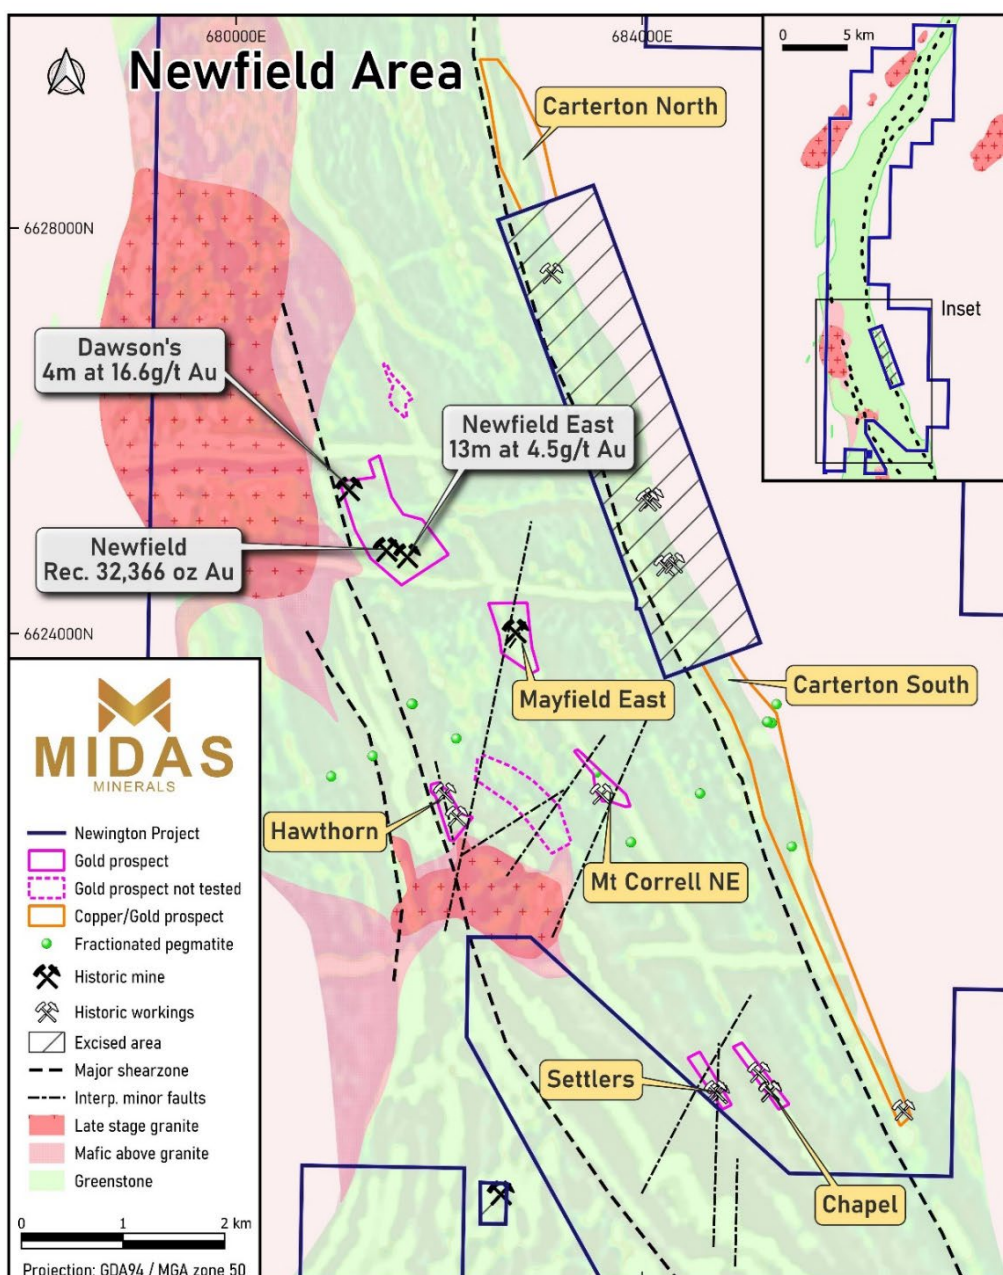 680000E
684000E
Newfield Area
0 5 km
Carterton North
6628000N
Inset
Dawson's
4m at 16.6g/t Au
Newfield East
13m at 4.5g/t Au
Newfield
Rec. 32,366 oz Au
6624000N
Mayfield East
Carterton South
Hawthorn
Mt Correll NE
Settlers
Chapel
MIDAS
MINERALS
Newington Project
Gold prospect
Gold prospect not tested
Copper/Gold prospect
Fractionated pegmatite
Historic mine
Historic workings
Excised area
Major shearzone
Interp. minor faults
Late stage granite
Mafic above granite
Greenstone
0 1 2 km
Projection: GDA94 / MGA zone 50